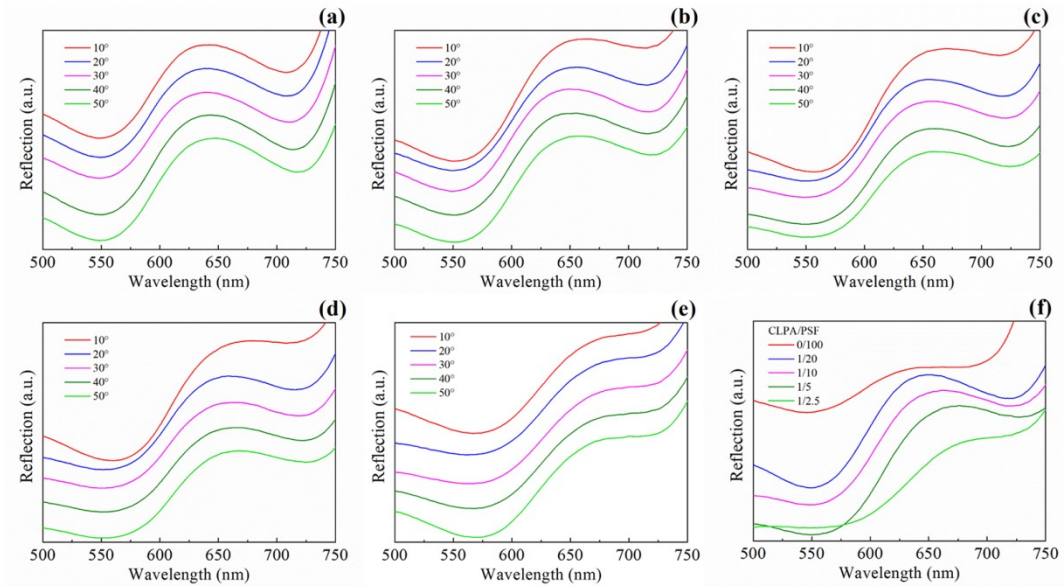 (a)
10°
20°
30°
40°
50°
Reflection (a.u.)
500 550 600 650 700 750
Wavelength (nm)
(b)
10°
20°
30°
40°
50°
Reflection (a.u.)
500 550 600 650 700 750
Wavelength (nm)
(c)
10°
20°
30°
40°
50°
Reflection (a.u.)
500 550 600 650 700 750
Wavelength (nm)
(d)
10°
20°
30°
40°
50°
Reflection (a.u.)
500 550 600 650 700 750
Wavelength (nm)
(e)
10°
20°
30°
40°
50°
Reflection (a.u.)
500 550 600 650 700 750
Wavelength (nm)
(f)
CLPA/PSF
0/100
1/20
1/10
1/5
1/2.5
Reflection (a.u.)
500 550 600 650 700 750
Wavelength (nm)